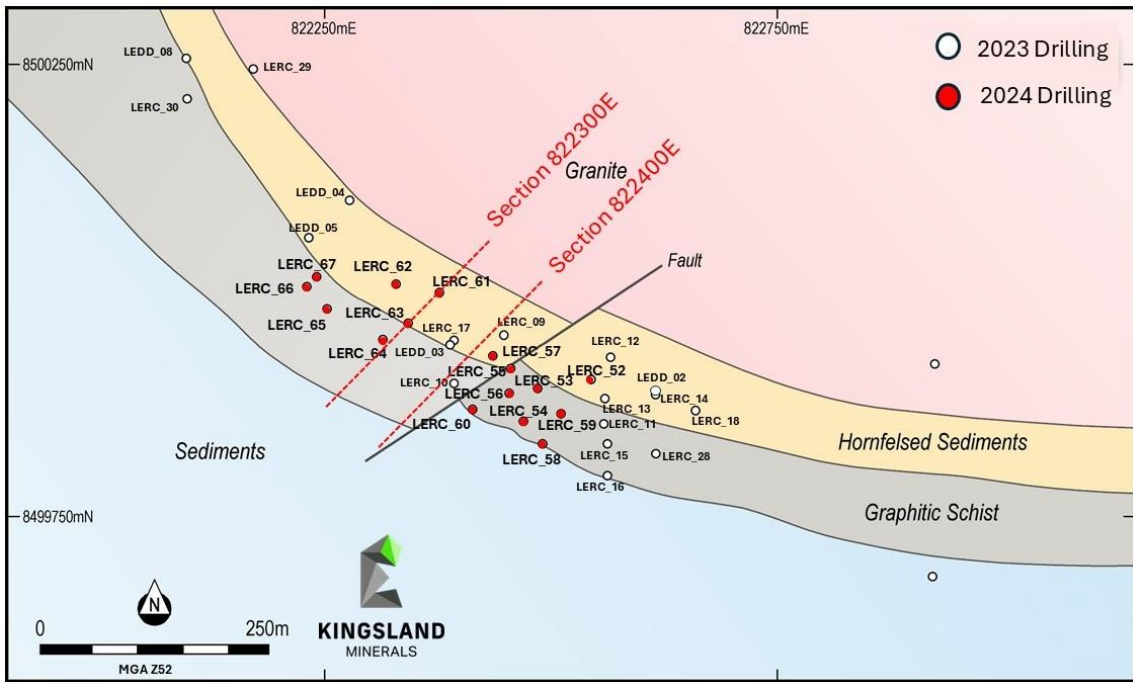 822250mE
822750mE
2023 Drilling
2024 Drilling
LEDD_08
8500250mN
LERC_29
LERC_30
Section 822300E
Section 822400E
Granite
LEDD_04
LEDD_05
Fault
LERC_67
LERC_62
LERC_66
LERC_61
LERC_65
LERC_63
LERC_17
LERC_09
LERC_64
LEDD_03
LERC_57
LERC_12
LERC_55
LERC_52
LERC_10
LERC_53
LEDD_02
LERC_56
LERC_14
LERC_54
LERC_13
LERC_60
LERC_59
LERC_11
LERC_18
Hornfelsed Sediments
Sediments
LERC_58
LERC_15
LERC_28
LERC_16
Graphitic Schist
8499750mN
N
0
250m
MGA Z52
KINGSLAND
MINERALS